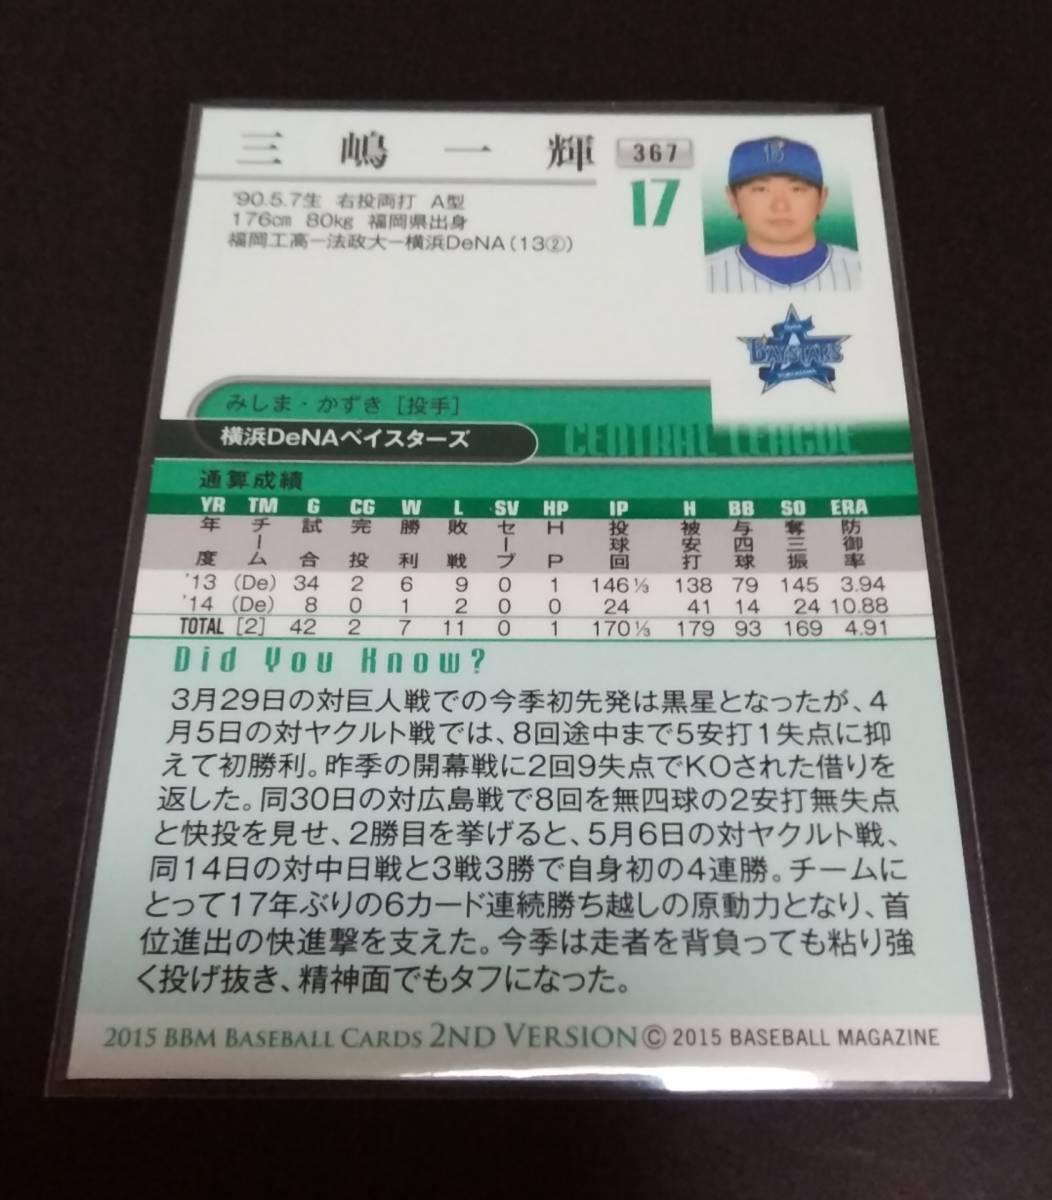 三嶋一輝 367
17
'90.5.7生 右投両打 A型
176cm 80kg 福岡県出身
福岡工高−法政大−横浜DeNA(13②)
BAYSTARS
YOKOHAMA
みしま・かずき [投手]
横浜DeNAベイスターズ
CENTRAL LEAGUE
通算成績
YR TM G CG W L SV HP IP H BB SO ERA
年度 チーム 試合 完投 勝利 敗戦 セーブ HP 投球回 被安打 与四球 奪三振 防御率
'13 (De) 34 2 6 9 0 1 146⅓ 138 79 145 3.94
'14 (De) 8 0 1 2 0 0 24 41 14 24 10.88
TOTAL [2] 42 2 7 11 0 1 170⅓ 179 93 169 4.91
Did You Know?
3月29日の対巨人戦での今季初先発は黒星となったが、4
月5日の対ヤクルト戦では、8回途中まで5安打1失点に抑
えて初勝利。昨季の開幕戦に2回9失点でKOされた借りを
返した。同30日の対広島戦で8回を無四球の2安打無失点
と快投を見せ、2勝目を挙げると、5月6日の対ヤクルト戦、
同14日の対中日戦と3戦3勝で自身初の4連勝。チームに
とって17年ぶりの6カード連続勝ち越しの原動力となり、首
位進出の快進撃を支えた。今季は走者を背負っても粘り強
く投げ抜き、精神面でもタフになった。
2015 BBM BASEBALL CARDS 2ND VERSION © 2015 BASEBALL MAGAZINE